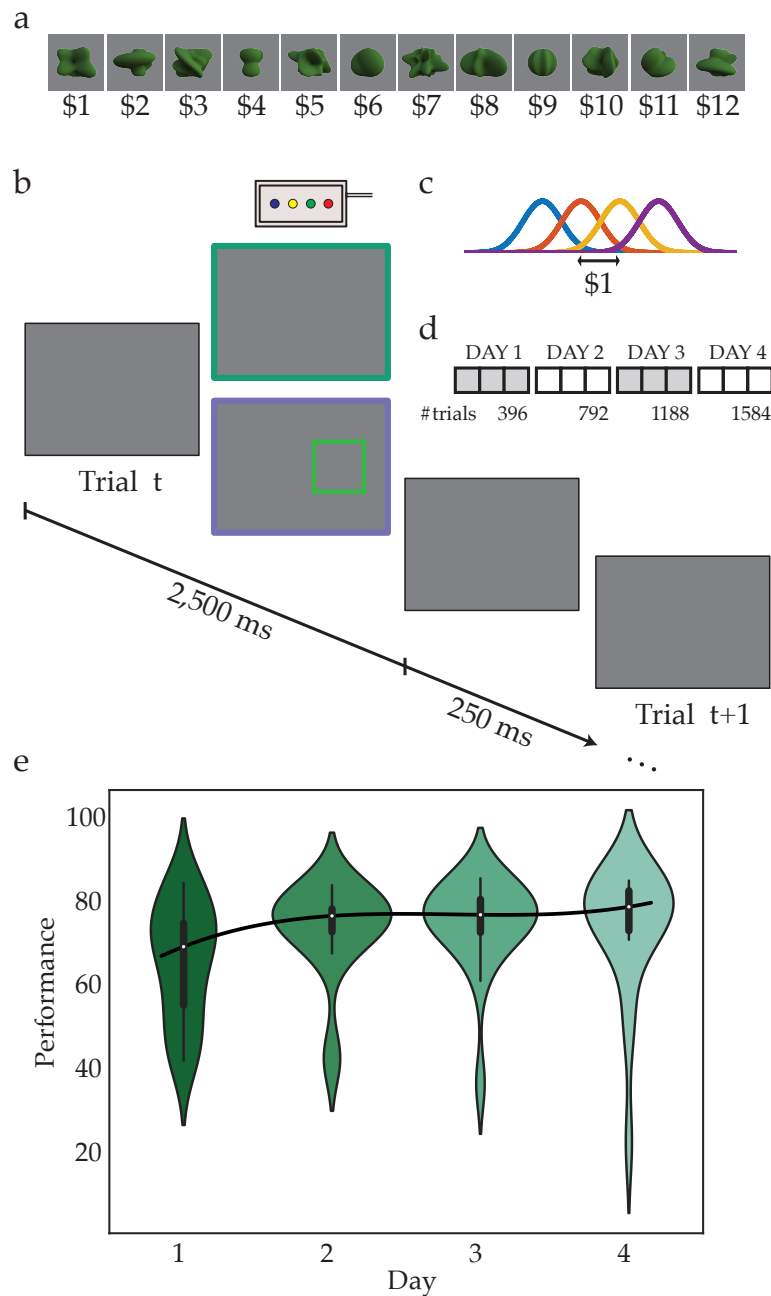 a
$1 $2 $3 $4 $5 $6 $7 $8 $9 $10 $11 $12
b
c
$1
d
DAY 1 DAY 2 DAY 3 DAY 4
# trials 396 792 1188 1584
Trial t
2,500 ms
250 ms
Trial t+1
...
e
100
80
60
40
20
Performance
1 2 3 4
Day